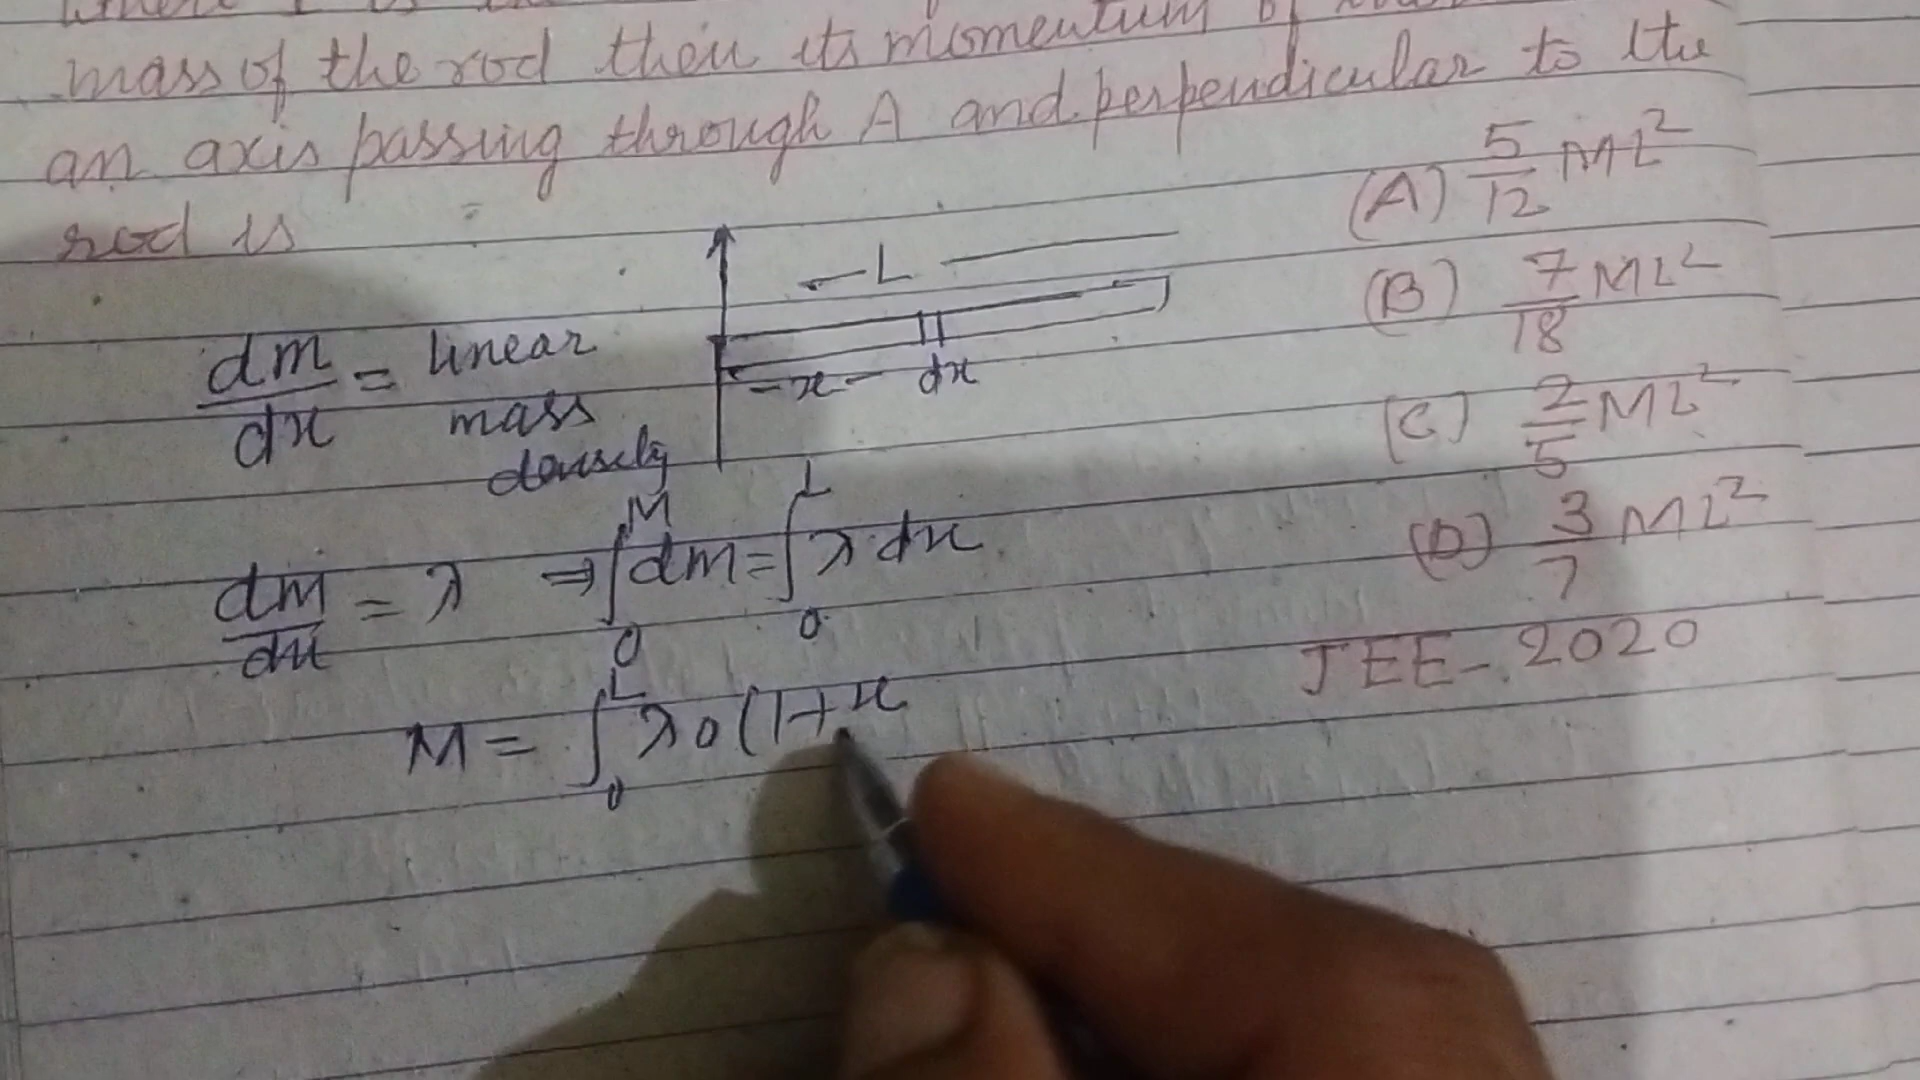 mass of the rod then its momentum of
an axis passing through A and perpendicular to the
rod is
(A) 5/12 ML²
(B) 7/18 ML²
(C) 2/5 ML²
(D) 3/7 ML²
JEE-2020
L
x dx
dm/dx = linear
mass
density
dm/dx = λ ⇒ ∫₀ᴹ dm = ∫₀ᴸ λ·dx
M = ∫₀ᴸ λ0(1+x